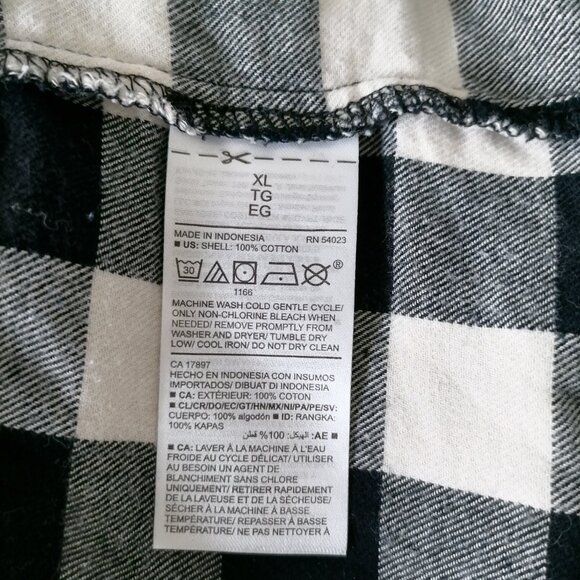 XL
TG
EG
MADE IN INDONESIA RN 54023
■ US: SHELL: 100% COTTON
30 ®
1166
MACHINE WASH COLD GENTLE CYCLE/
ONLY NON-CHLORINE BLEACH WHEN
NEEDED/ REMOVE PROMPTLY FROM
WASHER AND DRYER/ TUMBLE DRY
LOW/ COOL IRON/ DO NOT DRY CLEAN
CA 17897
HECHO EN INDONESIA CON INSUMOS
IMPORTADOS/ DIBUAT DI INDONESIA
■ CA: EXTÉRIEUR: 100% COTON
■ CL/CR/DO/EC/GT/HN/MX/NI/PA/PE/SV:
CUERPO: 100% algodón ■ ID: RANGKA:
100% KAPAS
■ AE: الهيكل: 100% قطن
■ CA: LAVER À LA MACHINE À L'EAU
FROIDE AU CYCLE DÉLICAT/ UTILISER
AU BESOIN UN AGENT DE
BLANCHIMENT SANS CHLORE
UNIQUEMENT/ RETIRER RAPIDEMENT
DE LA LAVEUSE ET DE LA SÉCHEUSE/
SÉCHER À LA MACHINE À BASSE
TEMPÉRATURE/ REPASSER À BASSE
TEMPÉRATURE/ NE PAS NETTOYER À